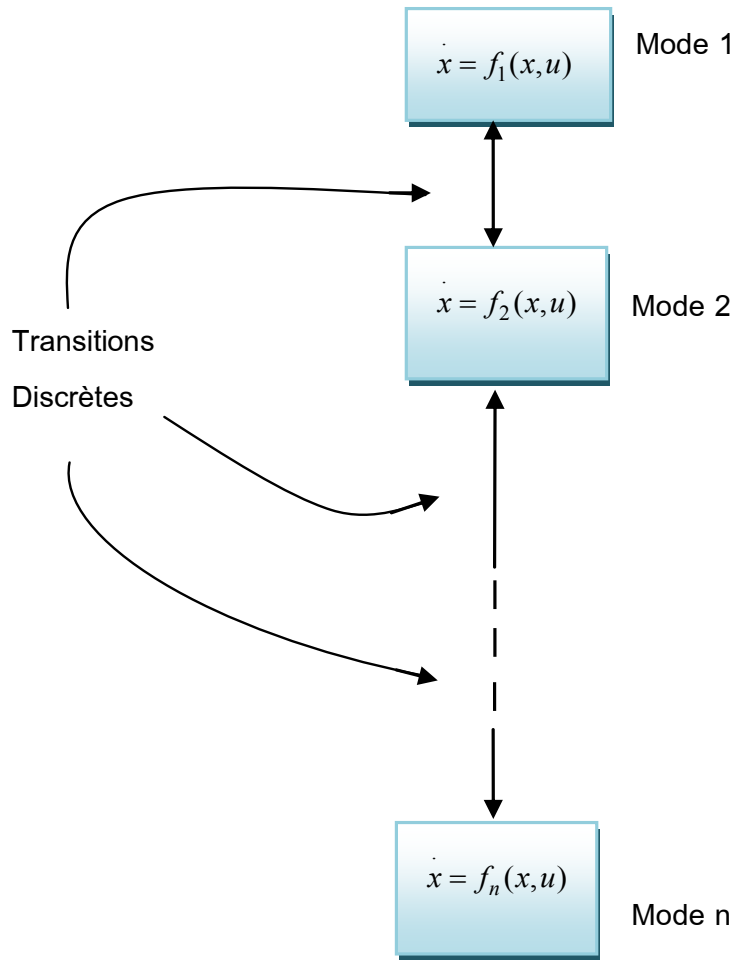 ẋ = f₁(x,u)
Mode 1
ẋ = f₂(x,u)
Mode 2
Transitions
Discrètes
ẋ = fₙ(x,u)
Mode n